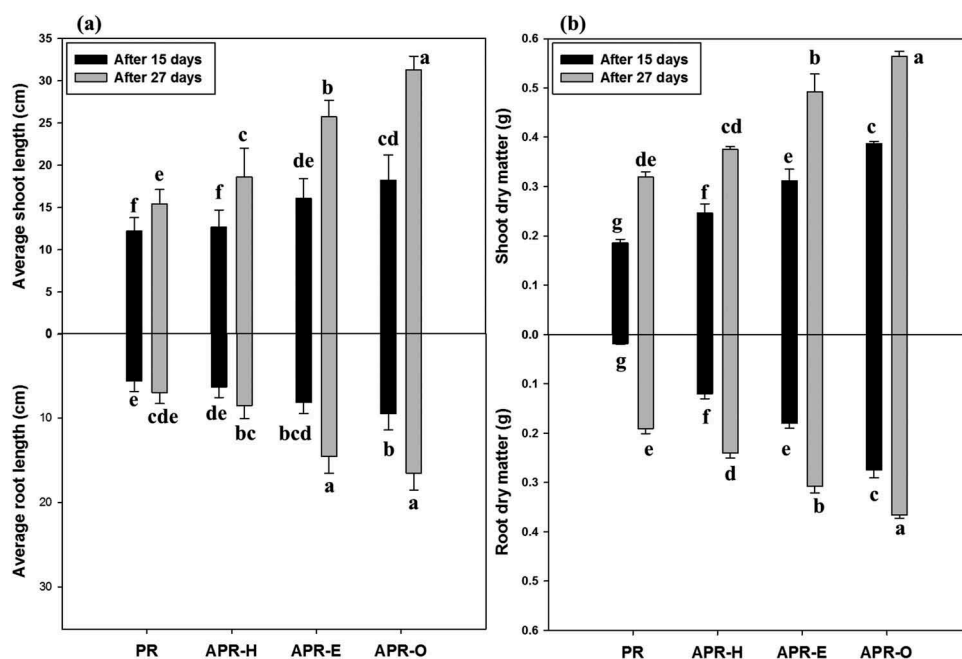 (a)
After 15 days
After 27 days
Average shoot length (cm)
35
30
25
20
15
10
5
0
f e f c de b cd a
Average root length (cm)
0
10
20
30
e cde de bc bcd a b a
PR APR-H APR-E APR-O
(b)
After 15 days
After 27 days
Shoot dry matter (g)
0.6
0.5
0.4
0.3
0.2
0.1
0.0
g de f cd e b c a
Root dry matter (g)
0.1
0.2
0.3
0.4
0.5
0.6
g e f d e b c a
PR APR-H APR-E APR-O